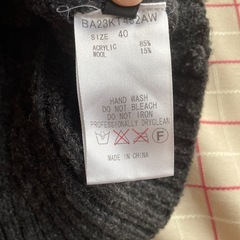 BA23KT402AW
SIZE 40
ACRYLIC 85%
WOOL 15%
HAND WASH
DO NOT BLEACH
DO NOT IRON
PROFESSIONALLY DRYCLEAN
F
MADE IN CHINA